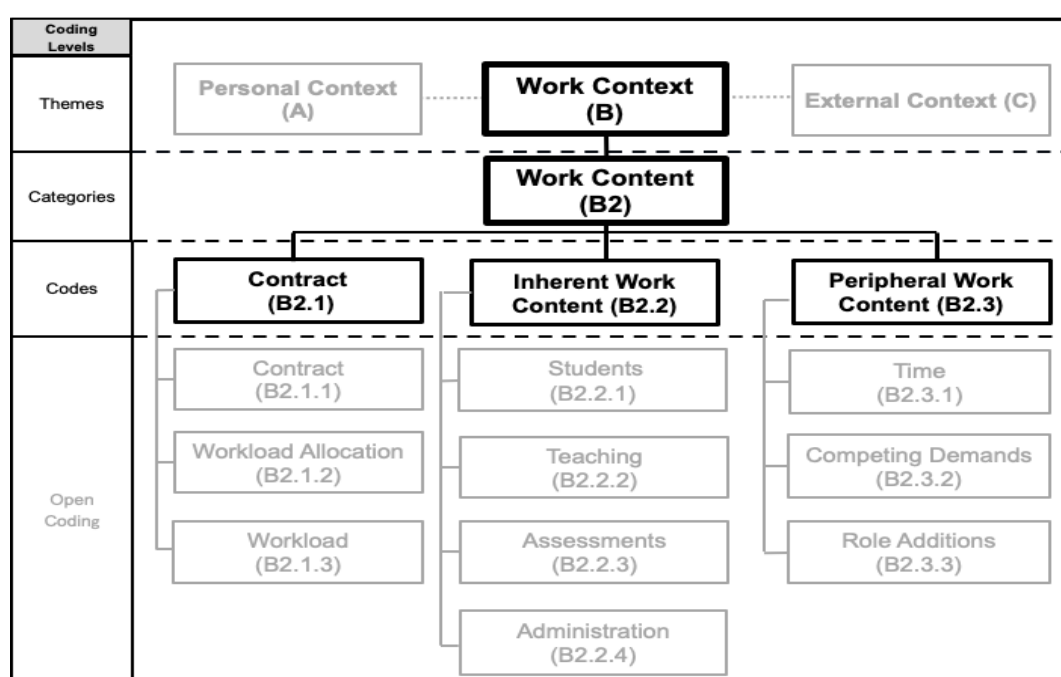 Coding
Levels
Themes
Personal Context
(A)
Work Context
(B)
External Context (C)
Categories
Work Content
(B2)
Codes
Contract
(B2.1)
Inherent Work
Content (B2.2)
Peripheral Work
Content (B2.3)
Open
Coding
Contract
(B2.1.1)
Students
(B2.2.1)
Time
(B2.3.1)
Workload Allocation
(B2.1.2)
Teaching
(B2.2.2)
Competing Demands
(B2.3.2)
Workload
(B2.1.3)
Assessments
(B2.2.3)
Role Additions
(B2.3.3)
Administration
(B2.2.4)